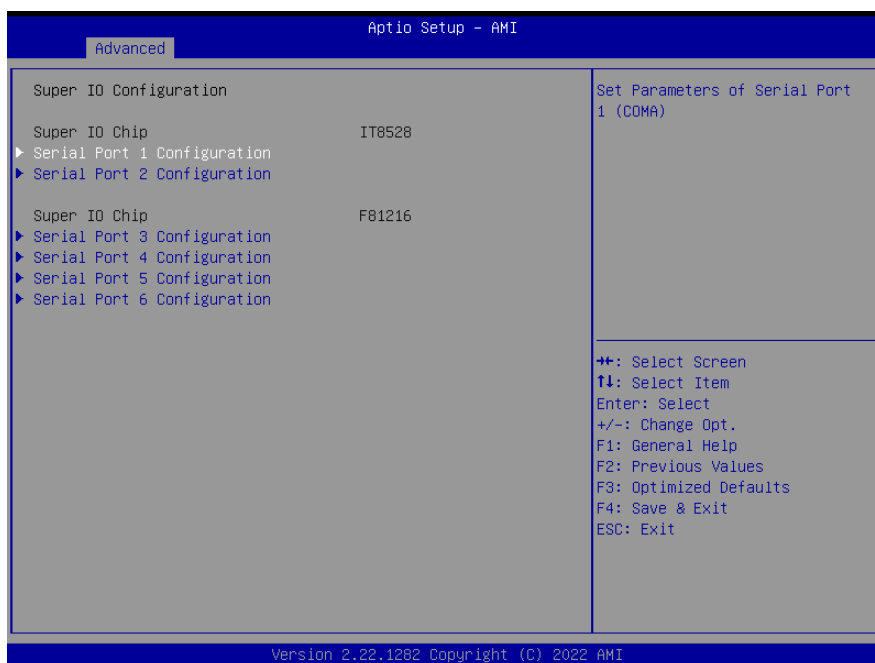 Aptio Setup – AMI
Advanced
Super IO Configuration
Super IO Chip IT8528
Serial Port 1 Configuration
Serial Port 2 Configuration
Super IO Chip F81216
Serial Port 3 Configuration
Serial Port 4 Configuration
Serial Port 5 Configuration
Serial Port 6 Configuration
Set Parameters of Serial Port
1 (COMA)
→←: Select Screen
↑↓: Select Item
Enter: Select
+/-: Change Opt.
F1: General Help
F2: Previous Values
F3: Optimized Defaults
F4: Save & Exit
ESC: Exit
Version 2.22.1282 Copyright (C) 2022 AMI